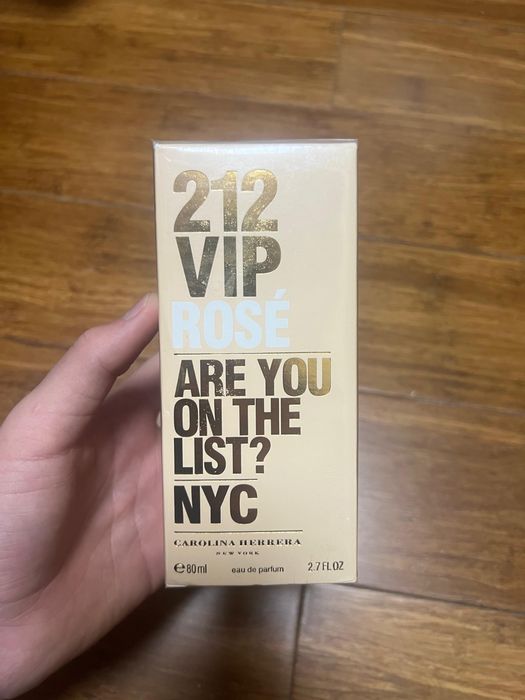 212
VIP
ROSÉ
ARE YOU
ON THE
LIST?
NYC
CAROLINA HERRERA
NEW YORK
℮80ml eau de parfum 2.7 FL OZ